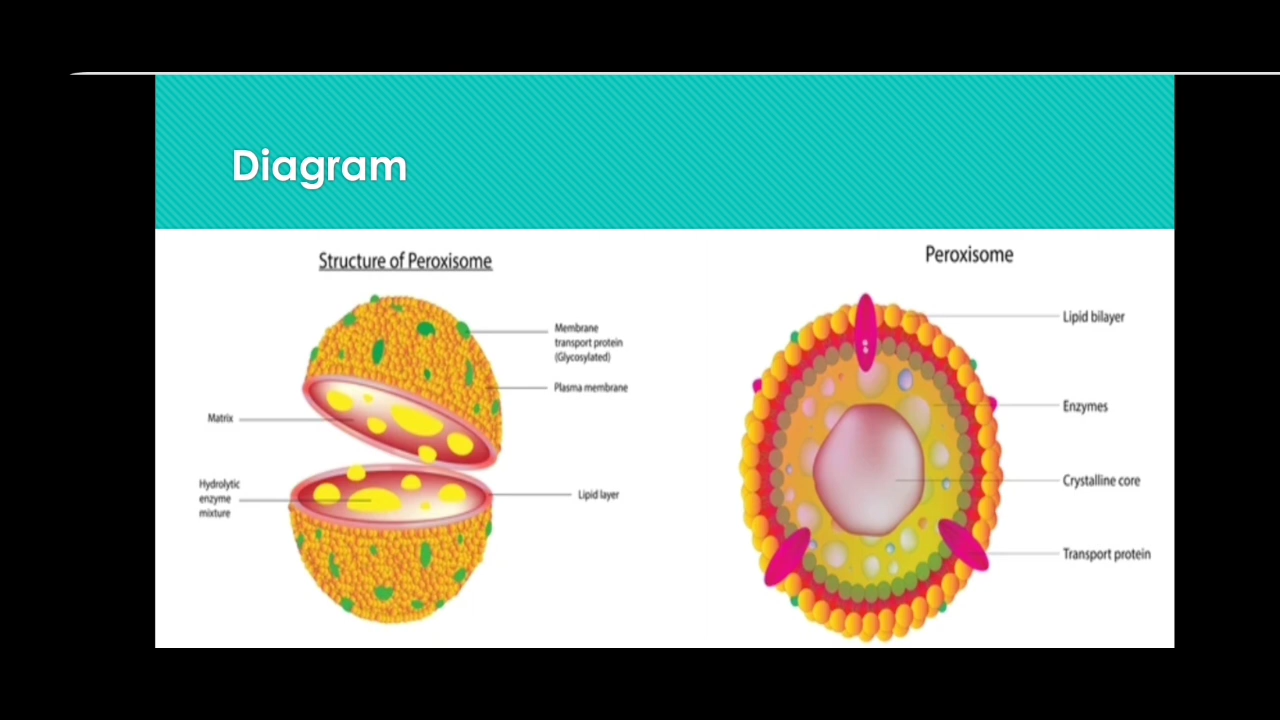 Diagram
Structure of Peroxisome
Membrane
transport protein
(Glycosylated)
Plasma membrane
Matrix
Hydrolytic
enzyme
mixture
Lipid layer
Peroxisome
Lipid bilayer
Enzymes
Crystalline core
Transport protein